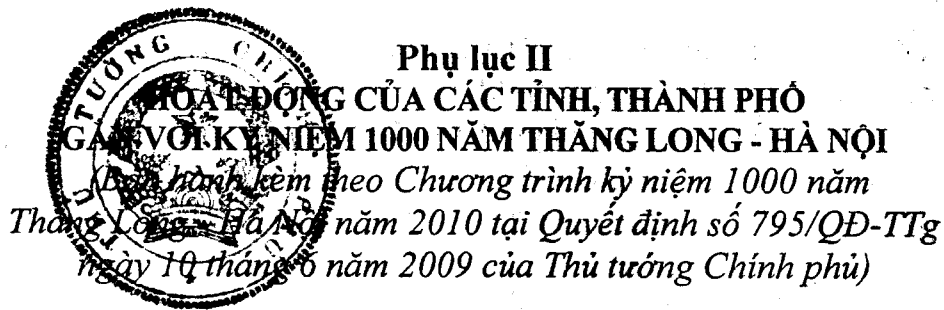 Phụ lục II
HOẠT ĐỘNG CỦA CÁC TỈNH, THÀNH PHỐ
GẮN VỚI KỶ NIỆM 1000 NĂM THĂNG LONG - HÀ NỘI
(Ban hành kèm theo Chương trình kỷ niệm 1000 năm
Thăng Long - Hà Nội năm 2010 tại Quyết định số 795/QĐ-TTg
ngày 10 tháng 6 năm 2009 của Thủ tướng Chính phủ)
THỦ TƯỚNG